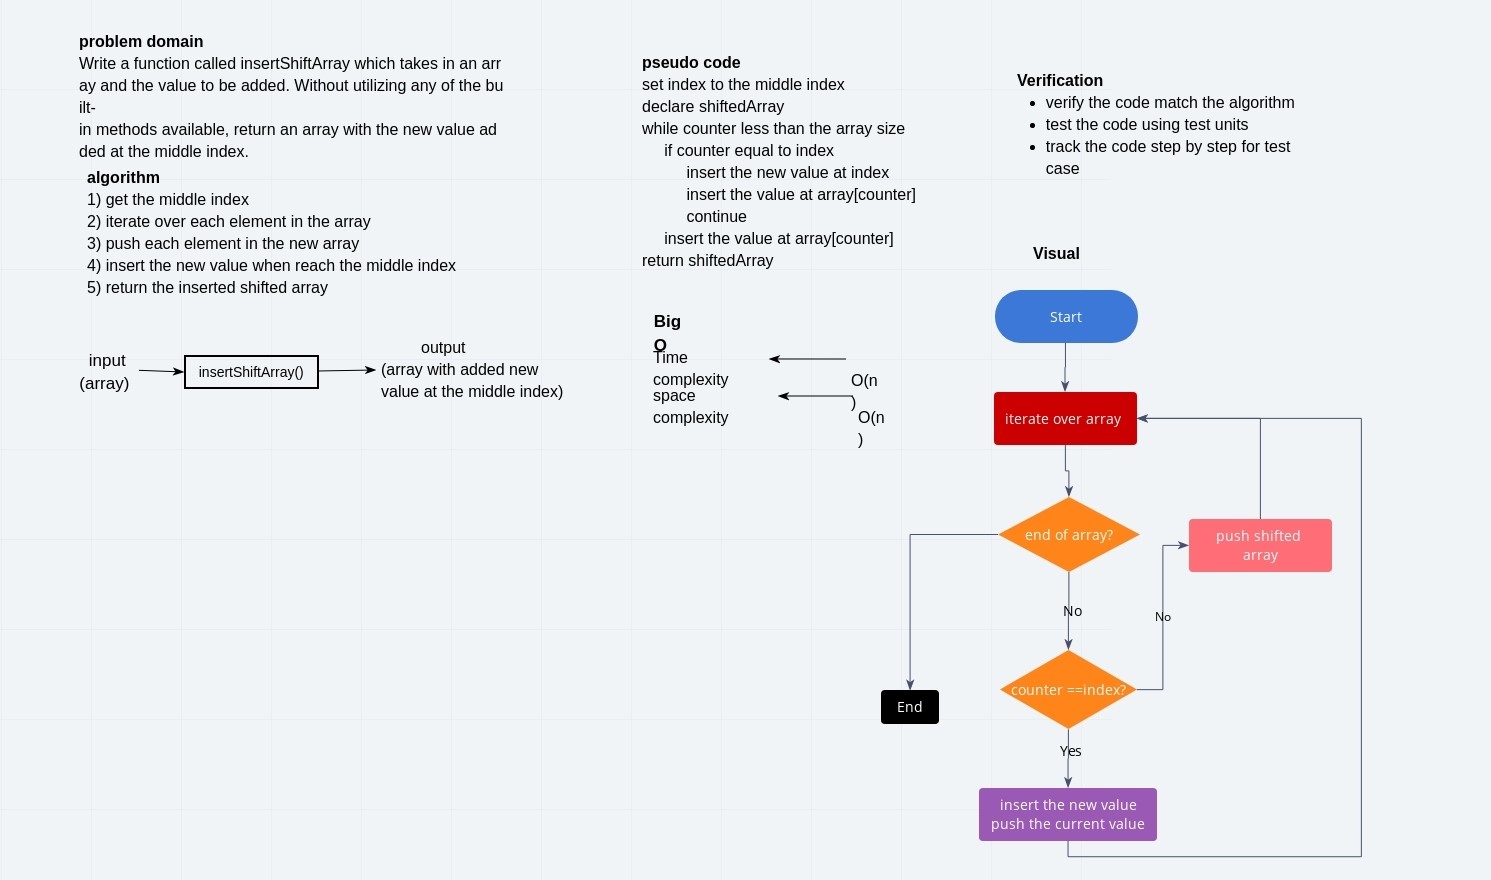 problem domain
Write a function called insertShiftArray which takes in an arr
ay and the value to be added. Without utilizing any of the bu
ilt-
in methods available, return an array with the new value ad
ded at the middle index.
algorithm
1) get the middle index
2) iterate over each element in the array
3) push each element in the new array
4) insert the new value when reach the middle index
5) return the inserted shifted array
input
(array)
insertShiftArray()
output
(array with added new
value at the middle index)
pseudo code
set index to the middle index
declare shiftedArray
while counter less than the array size
if counter equal to index
insert the new value at index
insert the value at array[counter]
continue
insert the value at array[counter]
return shiftedArray
Big
O
Time
complexity
O(n
)
space
complexity
O(n
)
Verification
• verify the code match the algorithm
• test the code using test units
• track the code step by step for test
case
Visual
Start
iterate over array
end of array?
push shifted
array
No
No
counter ==index?
End
Yes
insert the new value
push the current value